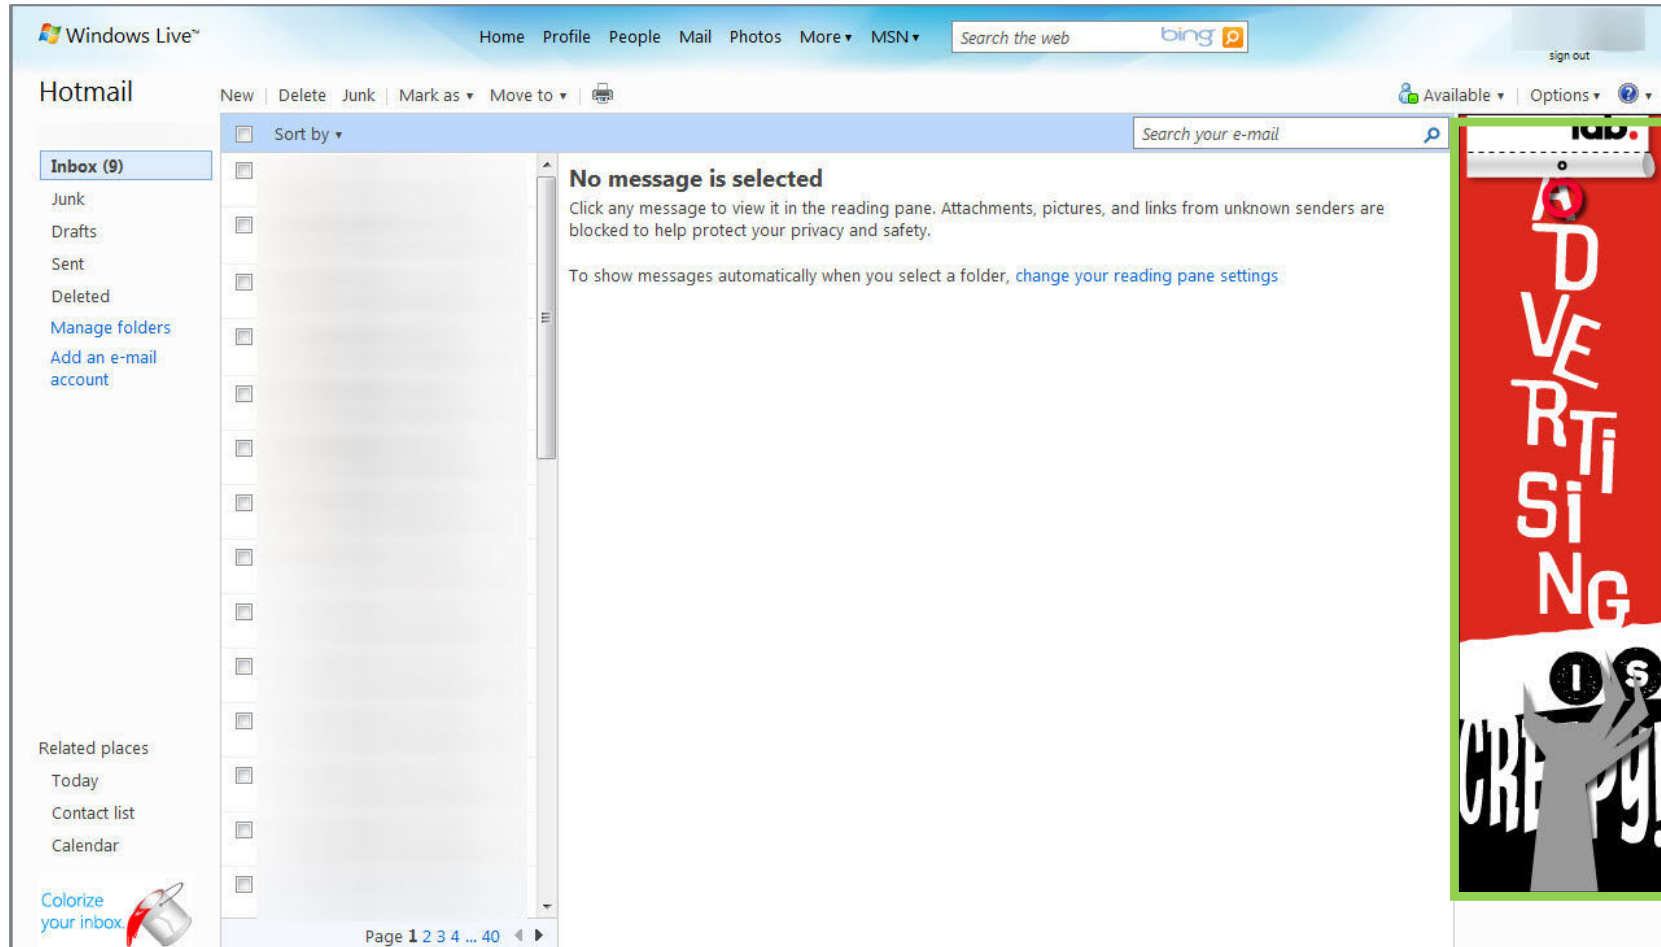 Windows Live™
Home Profile People Mail Photos More MSN
Search the web
bing
sign out
Hotmail
New Delete Junk Mark as Move to
Available Options
Sort by
Search your e-mail
Inbox (9)
Junk
Drafts
Sent
Deleted
Manage folders
Add an e-mail
account
No message is selected
Click any message to view it in the reading pane. Attachments, pictures, and links from unknown senders are
blocked to help protect your privacy and safety.
To show messages automatically when you select a folder, change your reading pane settings
Related places
Today
Contact list
Calendar
Colorize
your inbox.
Page 1 2 3 4 ... 40
iab.
ADVERTiSiNG
IS
CREEPY!